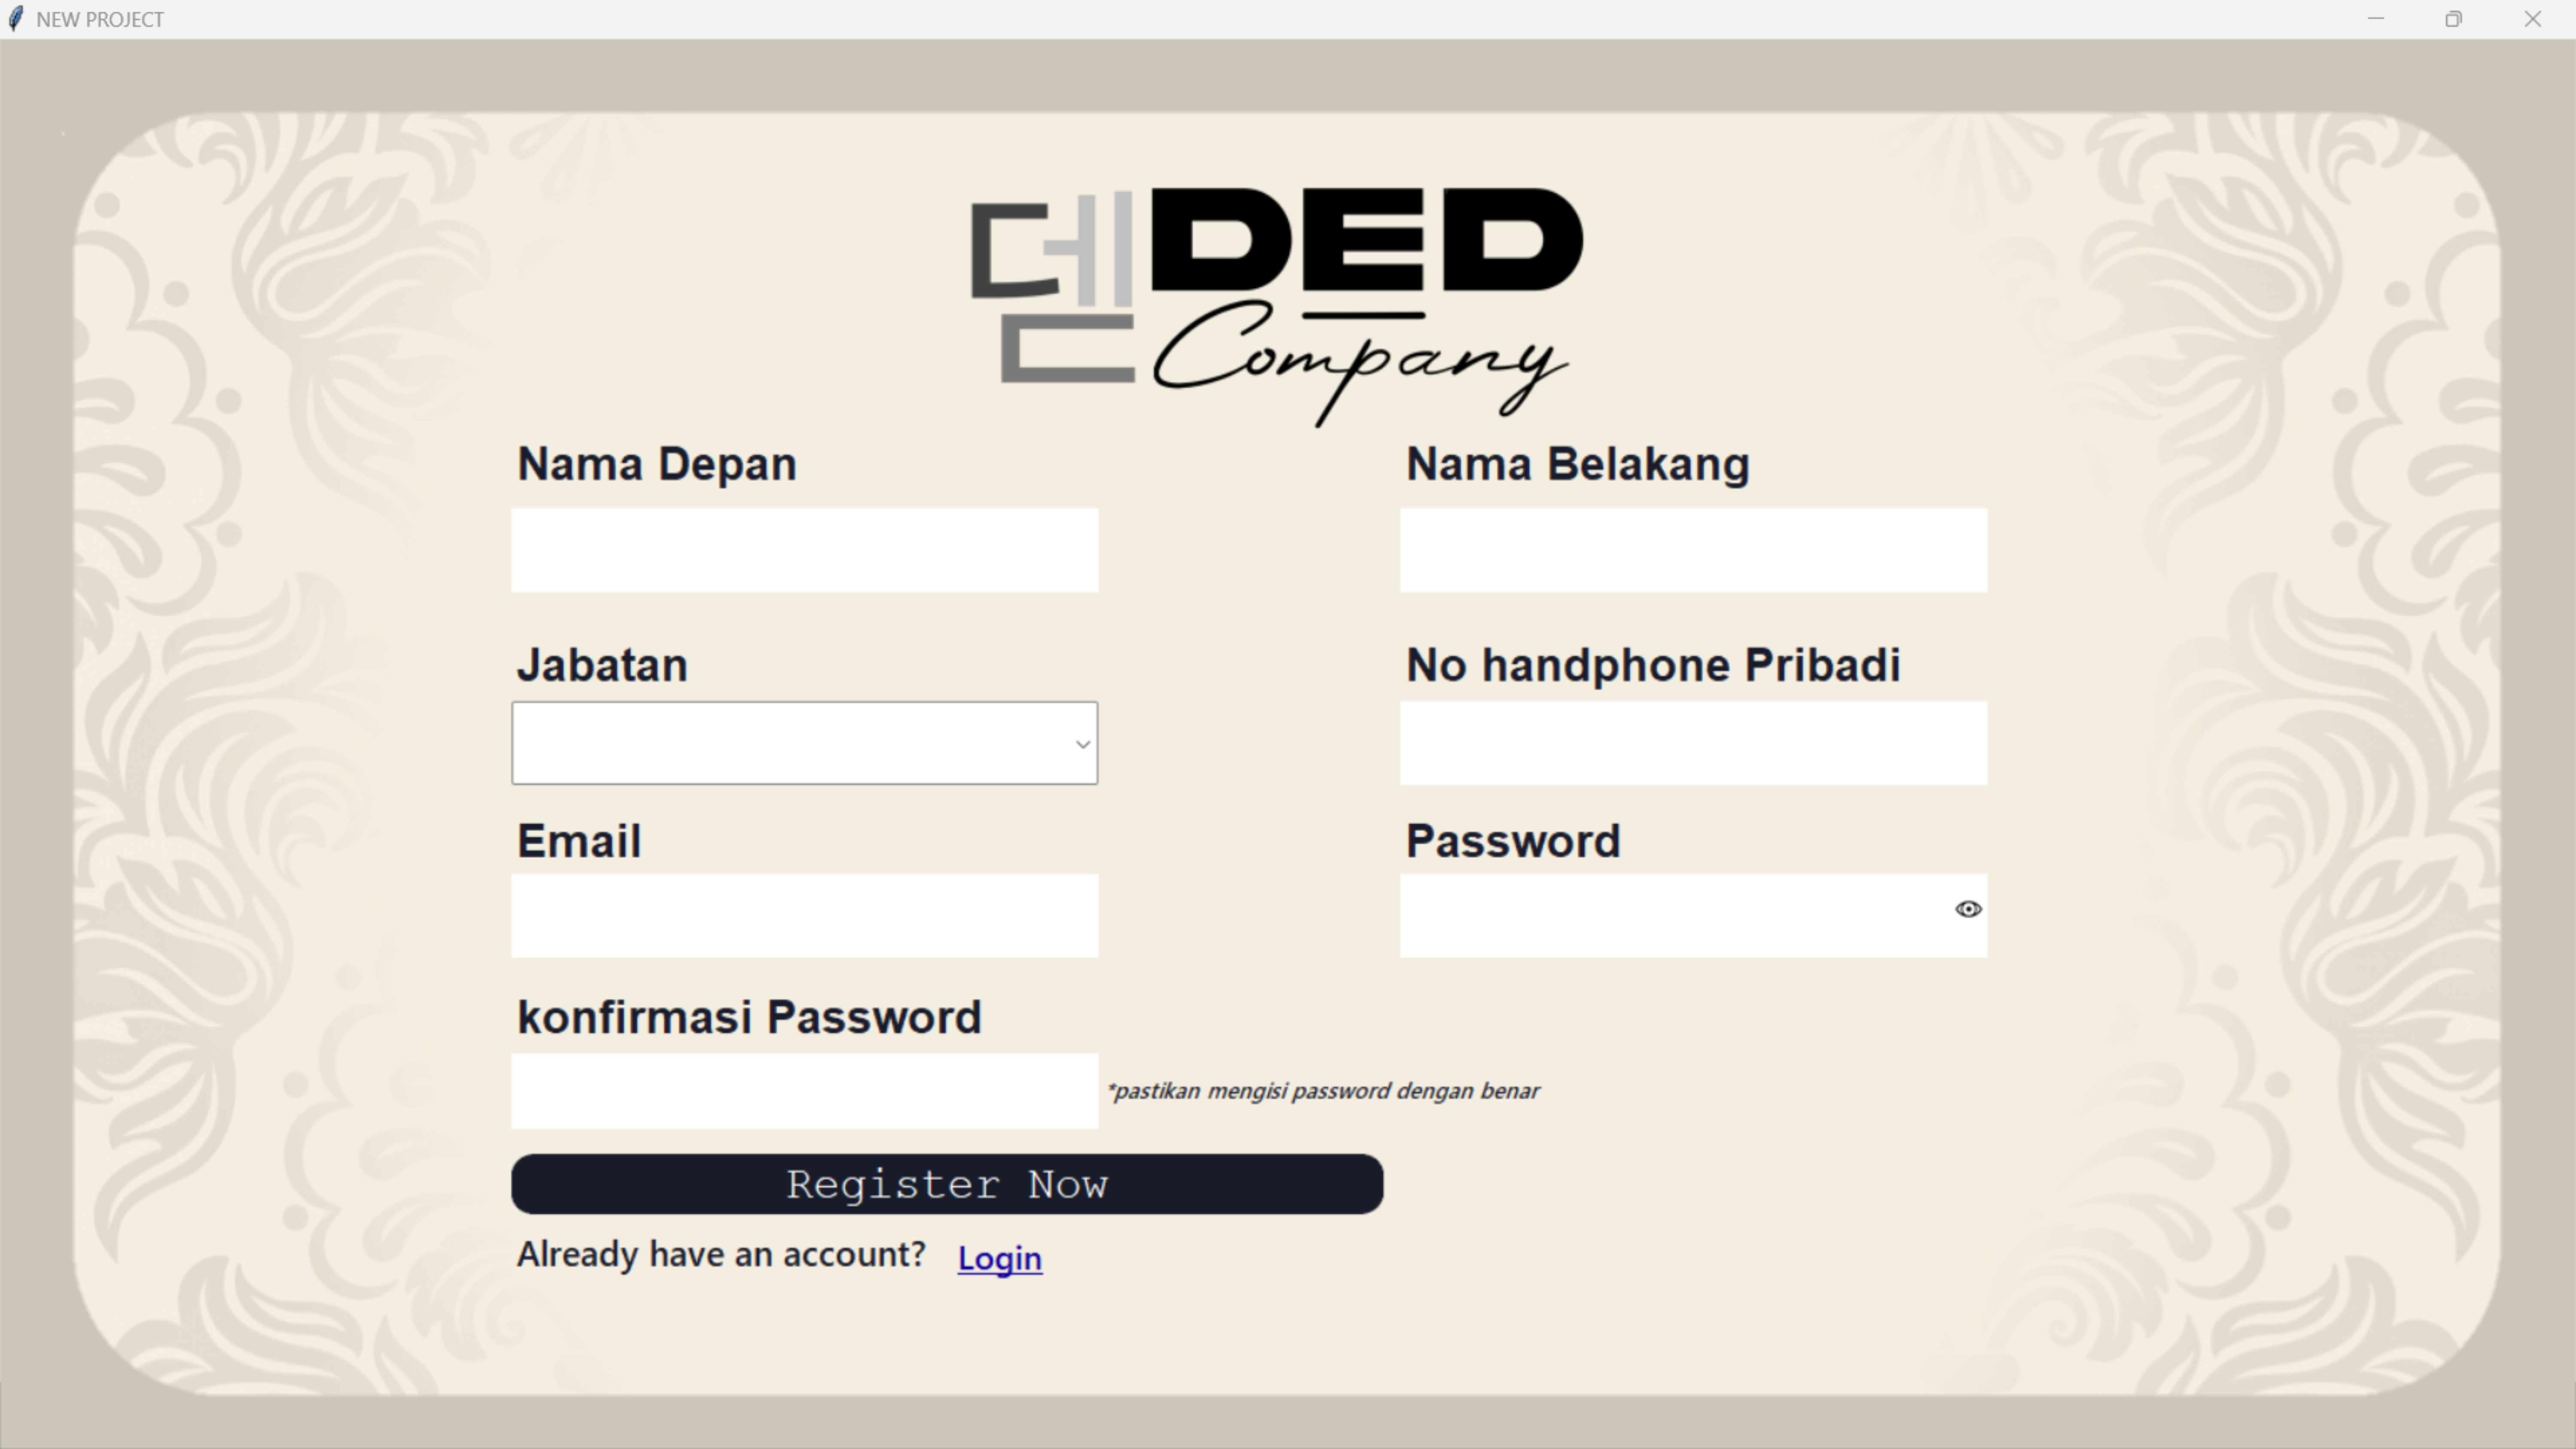 NEW PROJECT
덴 DED
Company
Nama Depan
Nama Belakang
Jabatan
No handphone Pribadi
Email
Password
konfirmasi Password
*pastikan mengisi password dengan benar
Register Now
Already have an account? Login